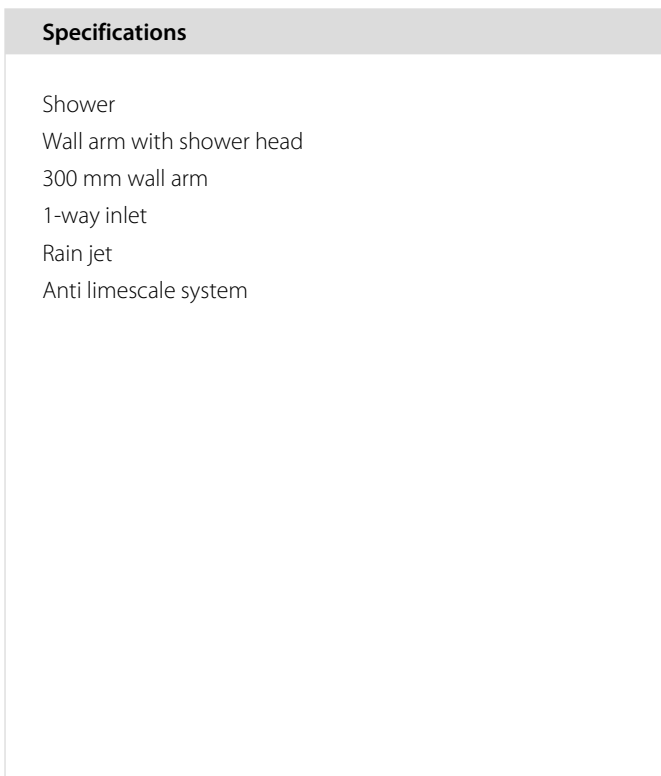 Specifications
Shower
Wall arm with shower head
300 mm wall arm
1-way inlet
Rain jet
Anti limescale system